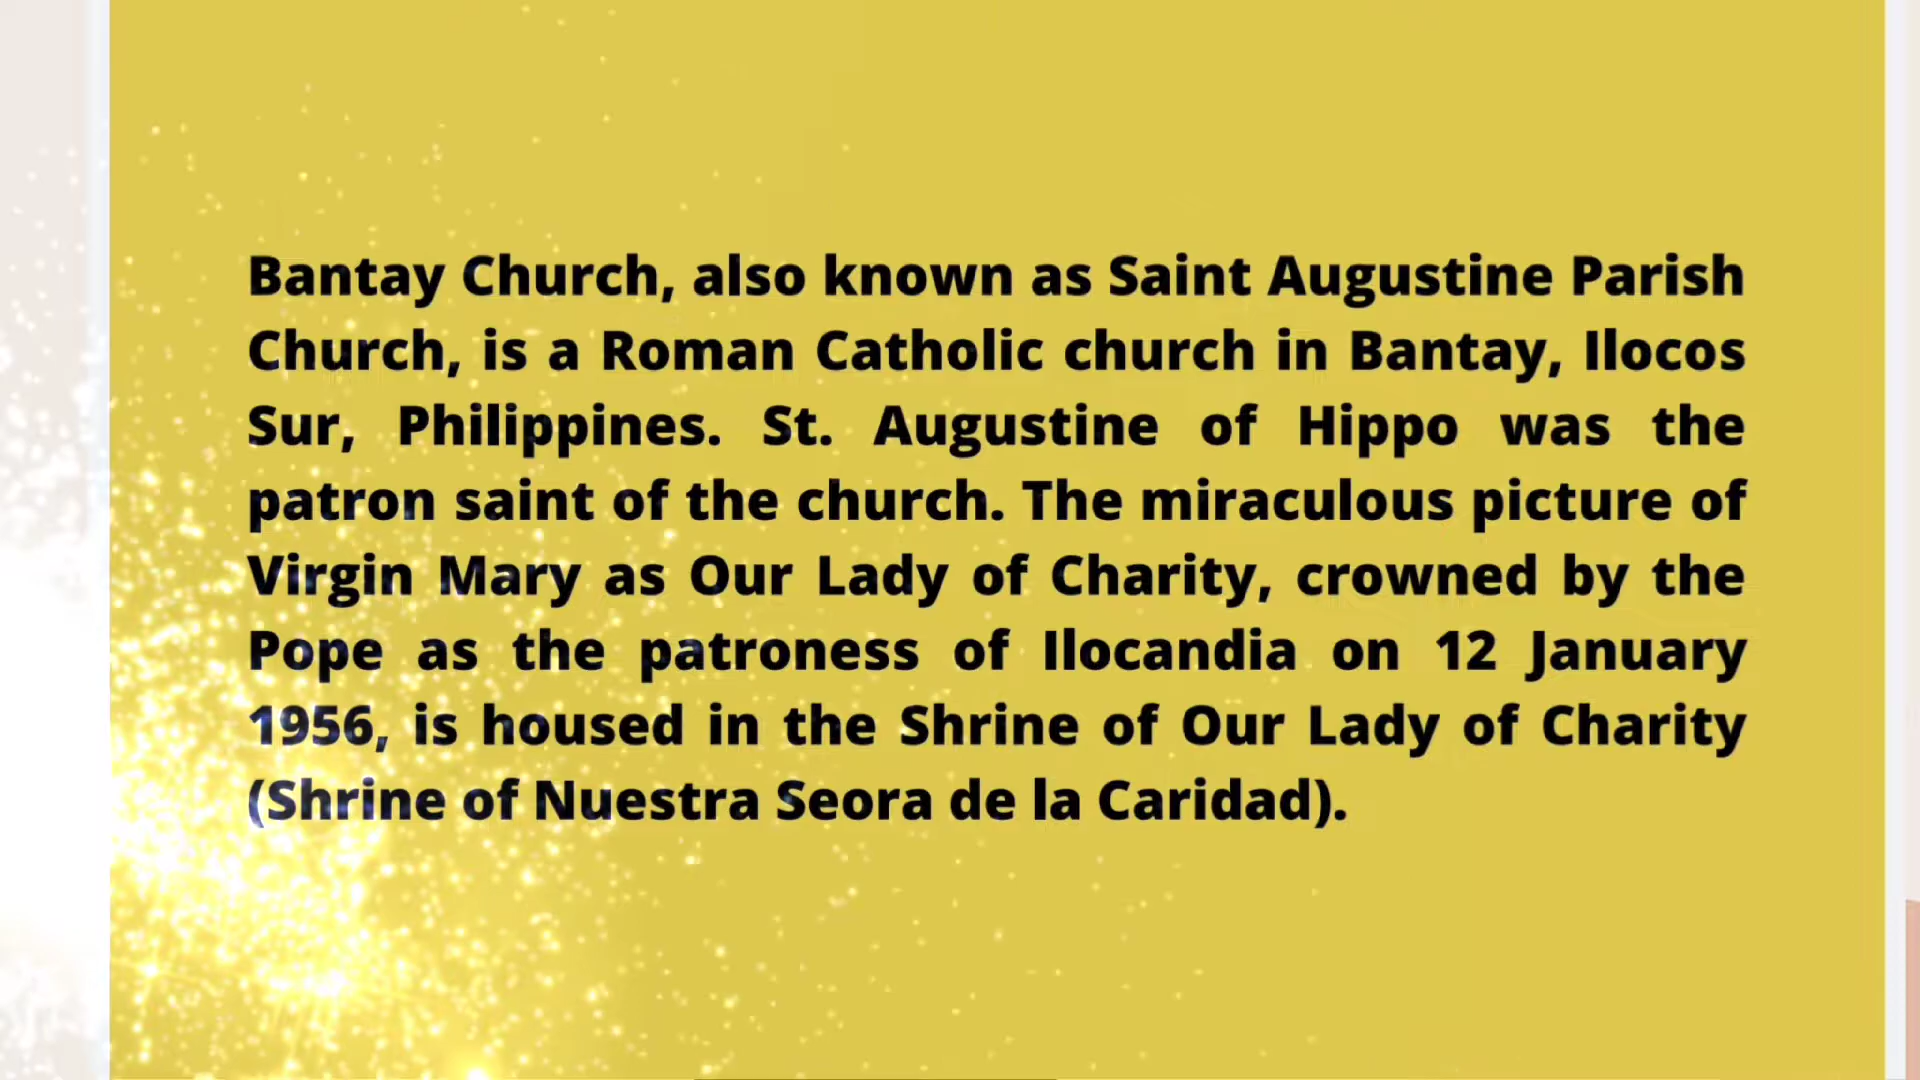 Bantay Church, also known as Saint Augustine Parish
Church, is a Roman Catholic church in Bantay, Ilocos
Sur, Philippines. St. Augustine of Hippo was the
patron saint of the church. The miraculous picture of
Virgin Mary as Our Lady of Charity, crowned by the
Pope as the patroness of Ilocandia on 12 January
1956, is housed in the Shrine of Our Lady of Charity
(Shrine of Nuestra Seora de la Caridad).